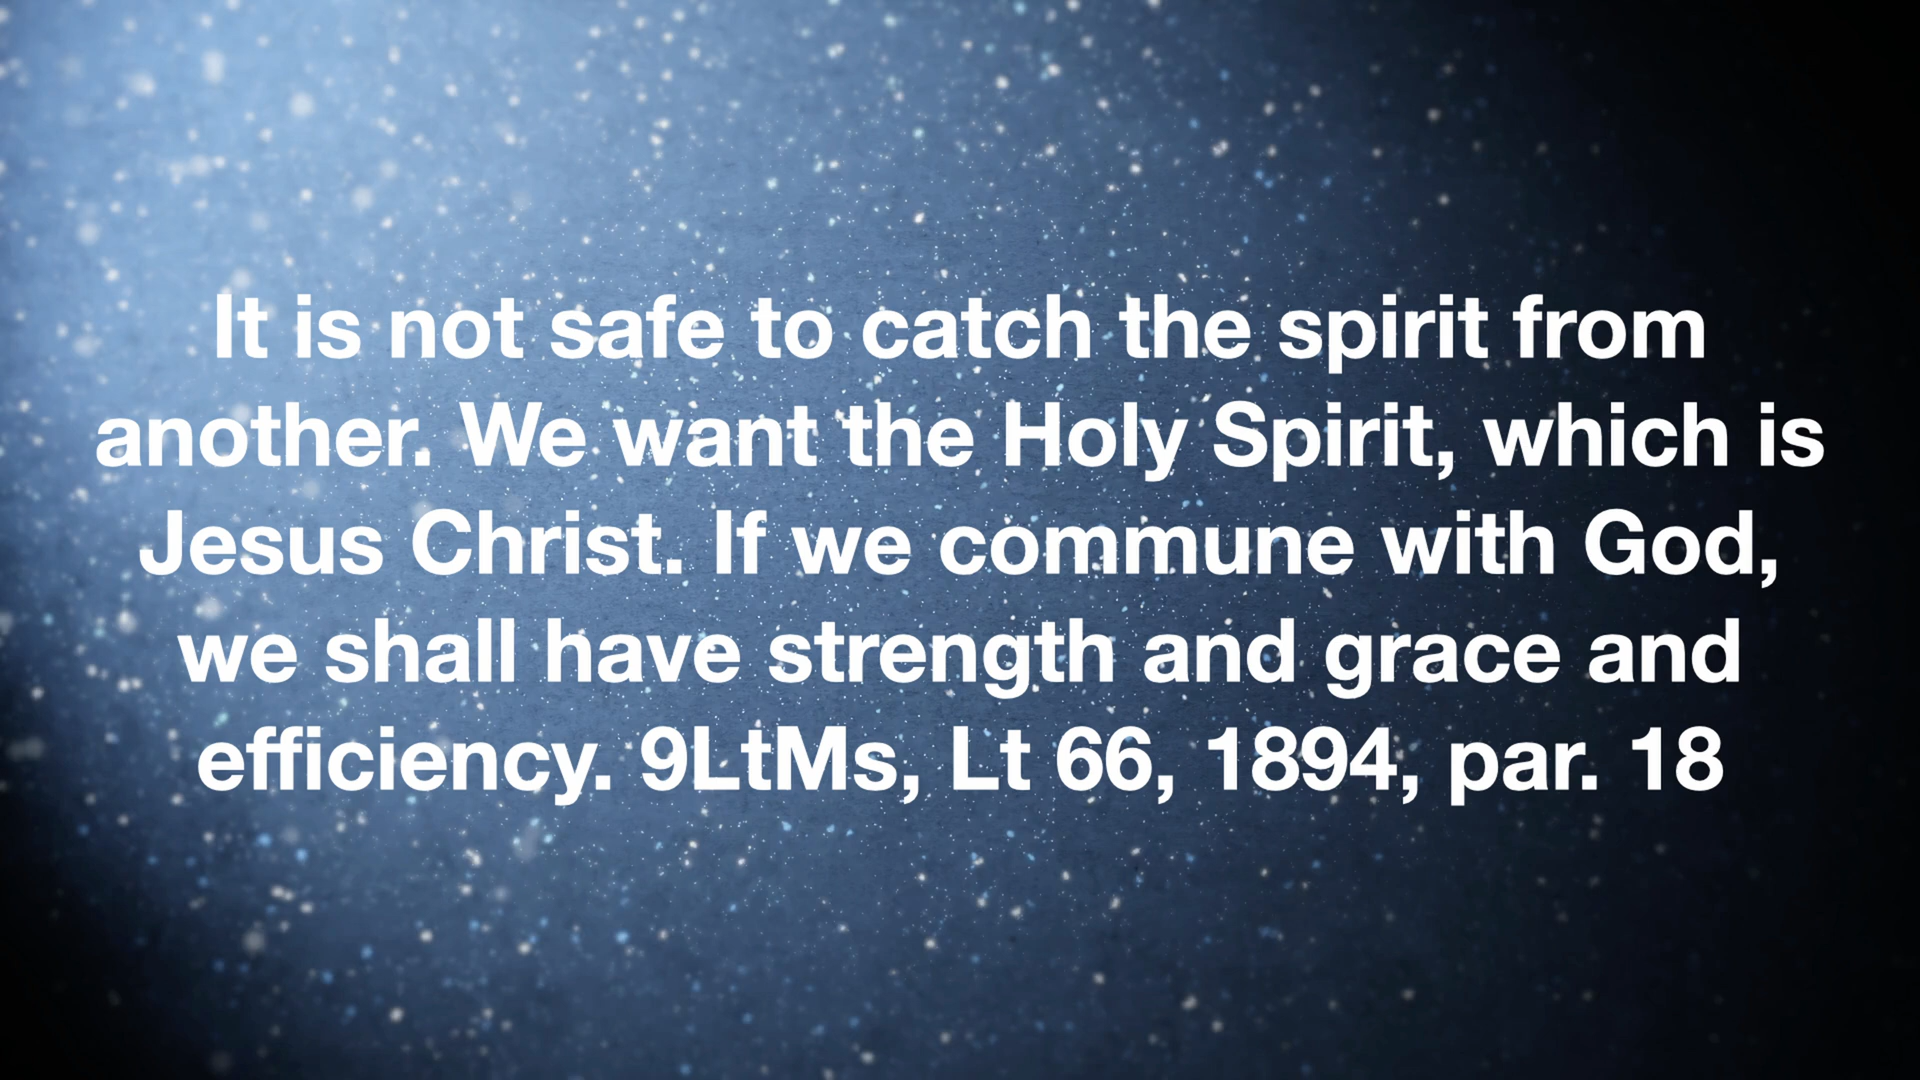 It is not safe to catch the spirit from
another. We want the Holy Spirit, which is
Jesus Christ. If we commune with God,
we shall have strength and grace and
efficiency. 9LtMs, Lt 66, 1894, par. 18